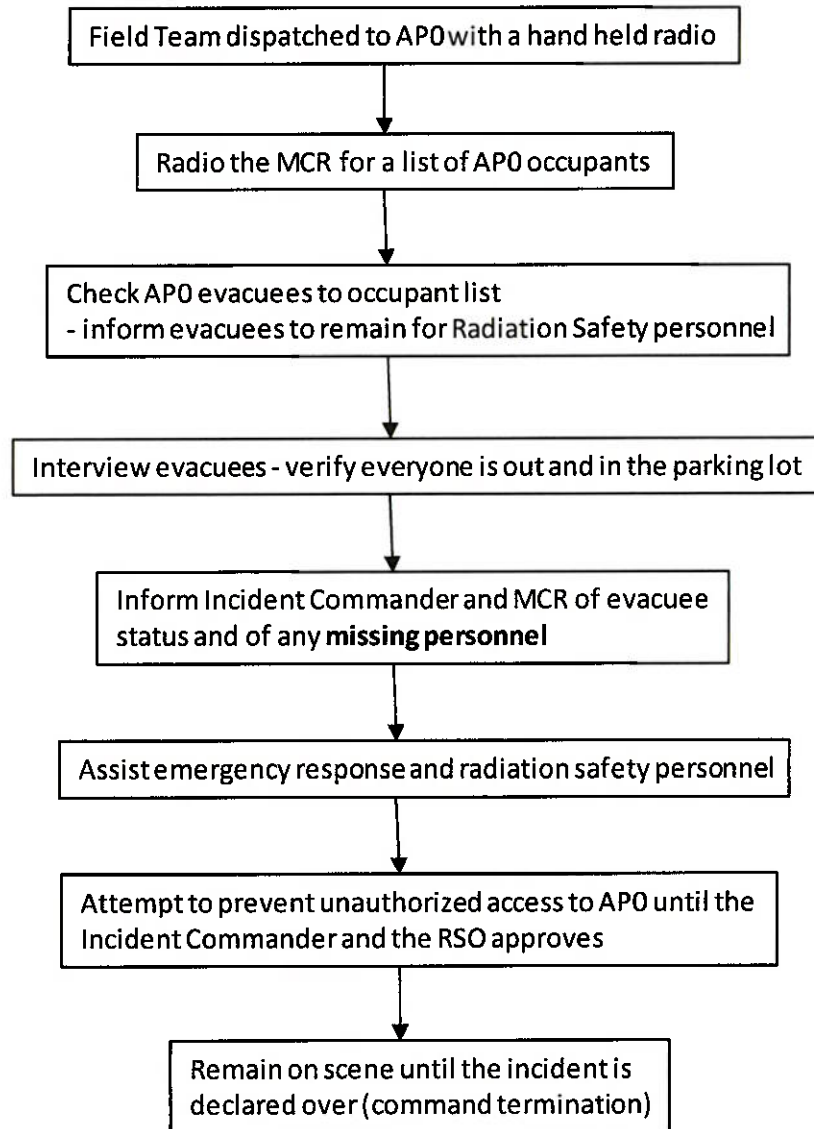 Field Team dispatched to AP0 with a hand held radio
Radio the MCR for a list of AP0 occupants
Check AP0 evacuees to occupant list
- inform evacuees to remain for Radiation Safety personnel
Interview evacuees - verify everyone is out and in the parking lot
Inform Incident Commander and MCR of evacuee
status and of any missing personnel
Assist emergency response and radiation safety personnel
Attempt to prevent unauthorized access to AP0 until the
Incident Commander and the RSO approves
Remain on scene until the incident is
declared over (command termination)